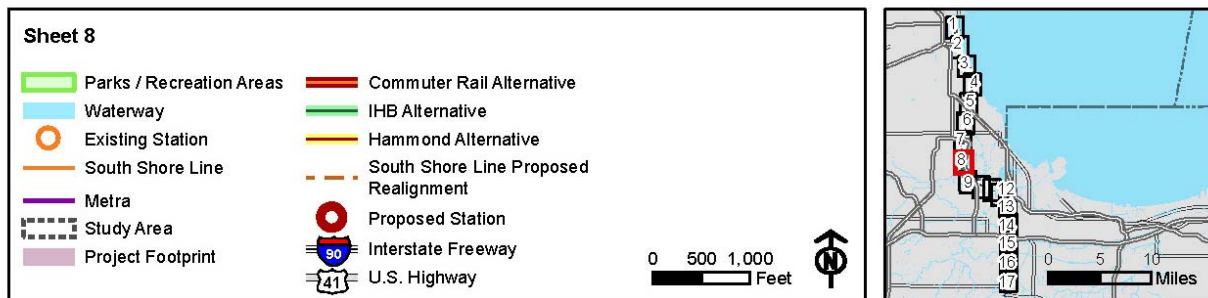 Sheet 8
Parks / Recreation Areas
Waterway
Existing Station
South Shore Line
Metra
Study Area
Project Footprint
Commuter Rail Alternative
IHB Alternative
Hammond Alternative
South Shore Line Proposed
Realignment
Proposed Station
90
Interstate Freeway
41
U.S. Highway
0 500 1,000
Feet
N
1
2
3
4
5
6
7
8
9
12
13
14
15
16
17
0 5 10
Miles